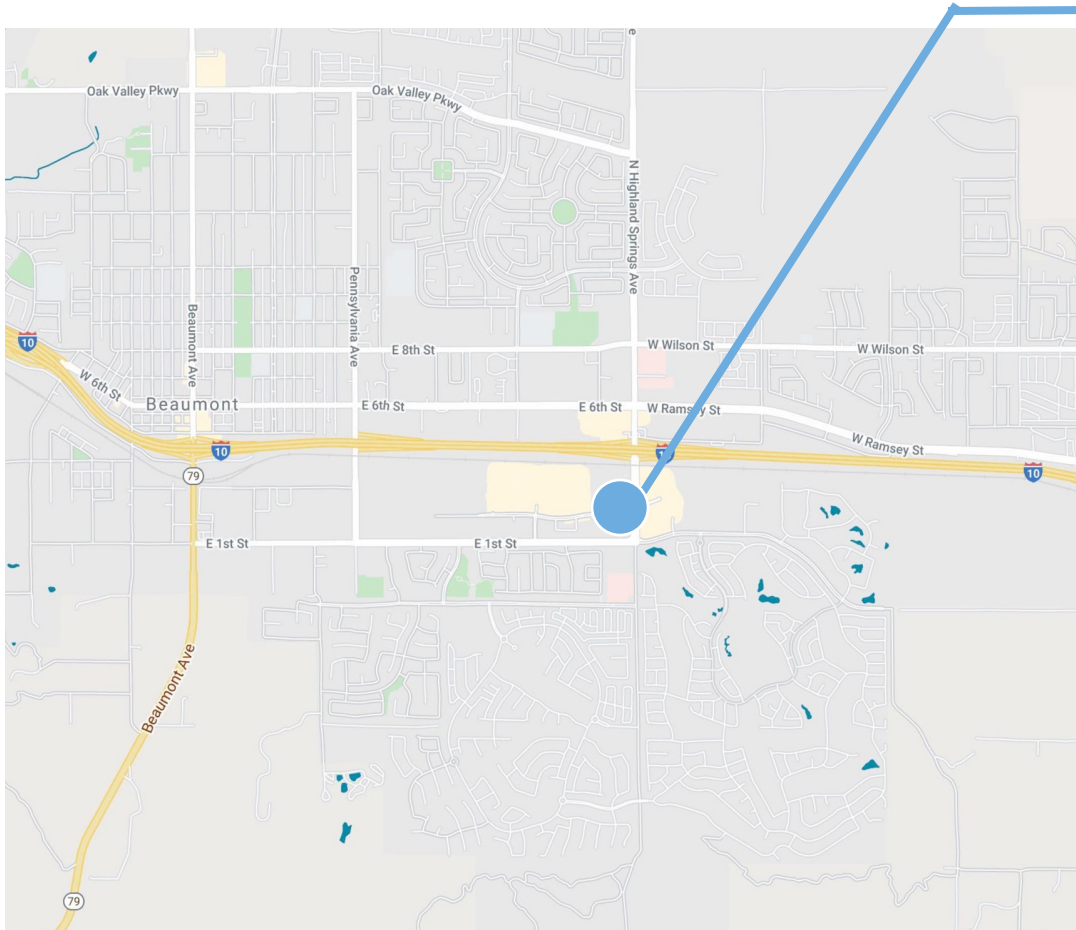 e
Oak Valley Pkwy
Oak Valley Pkwy
N Highland Springs Ave
Pennsylvania Ave
Beaumont Ave
10
E 8th St
W Wilson St
W Wilson St
W 6th St
Beaumont
E 6th St
E 6th St
W Ramsey St
W Ramsey St
10
10
79
E 1st St
E 1st St
Beaumont Ave
79